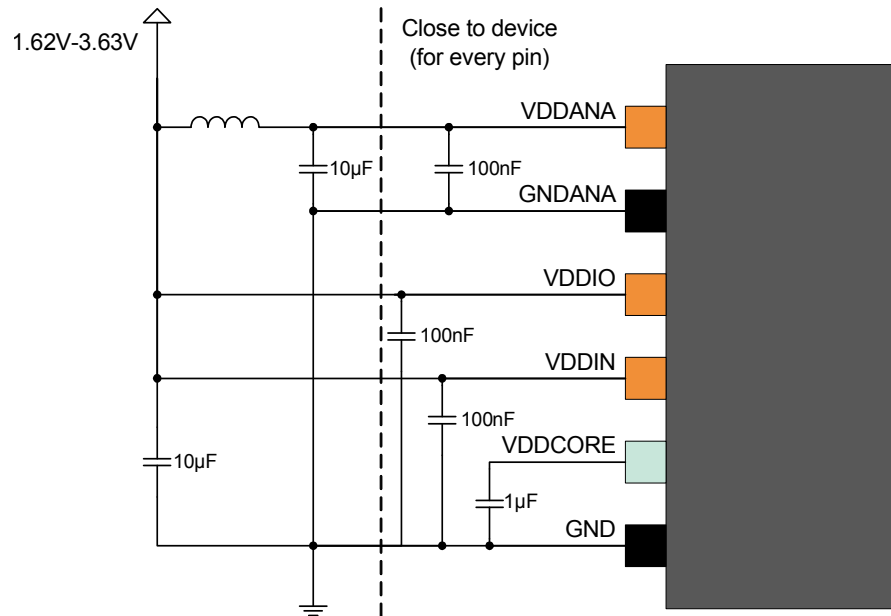 Close to device
(for every pin)
1.62V-3.63V
VDDANA
10µF
100nF
GNDANA
VDDIO
100nF
VDDIN
100nF
VDDCORE
10µF
1µF
GND